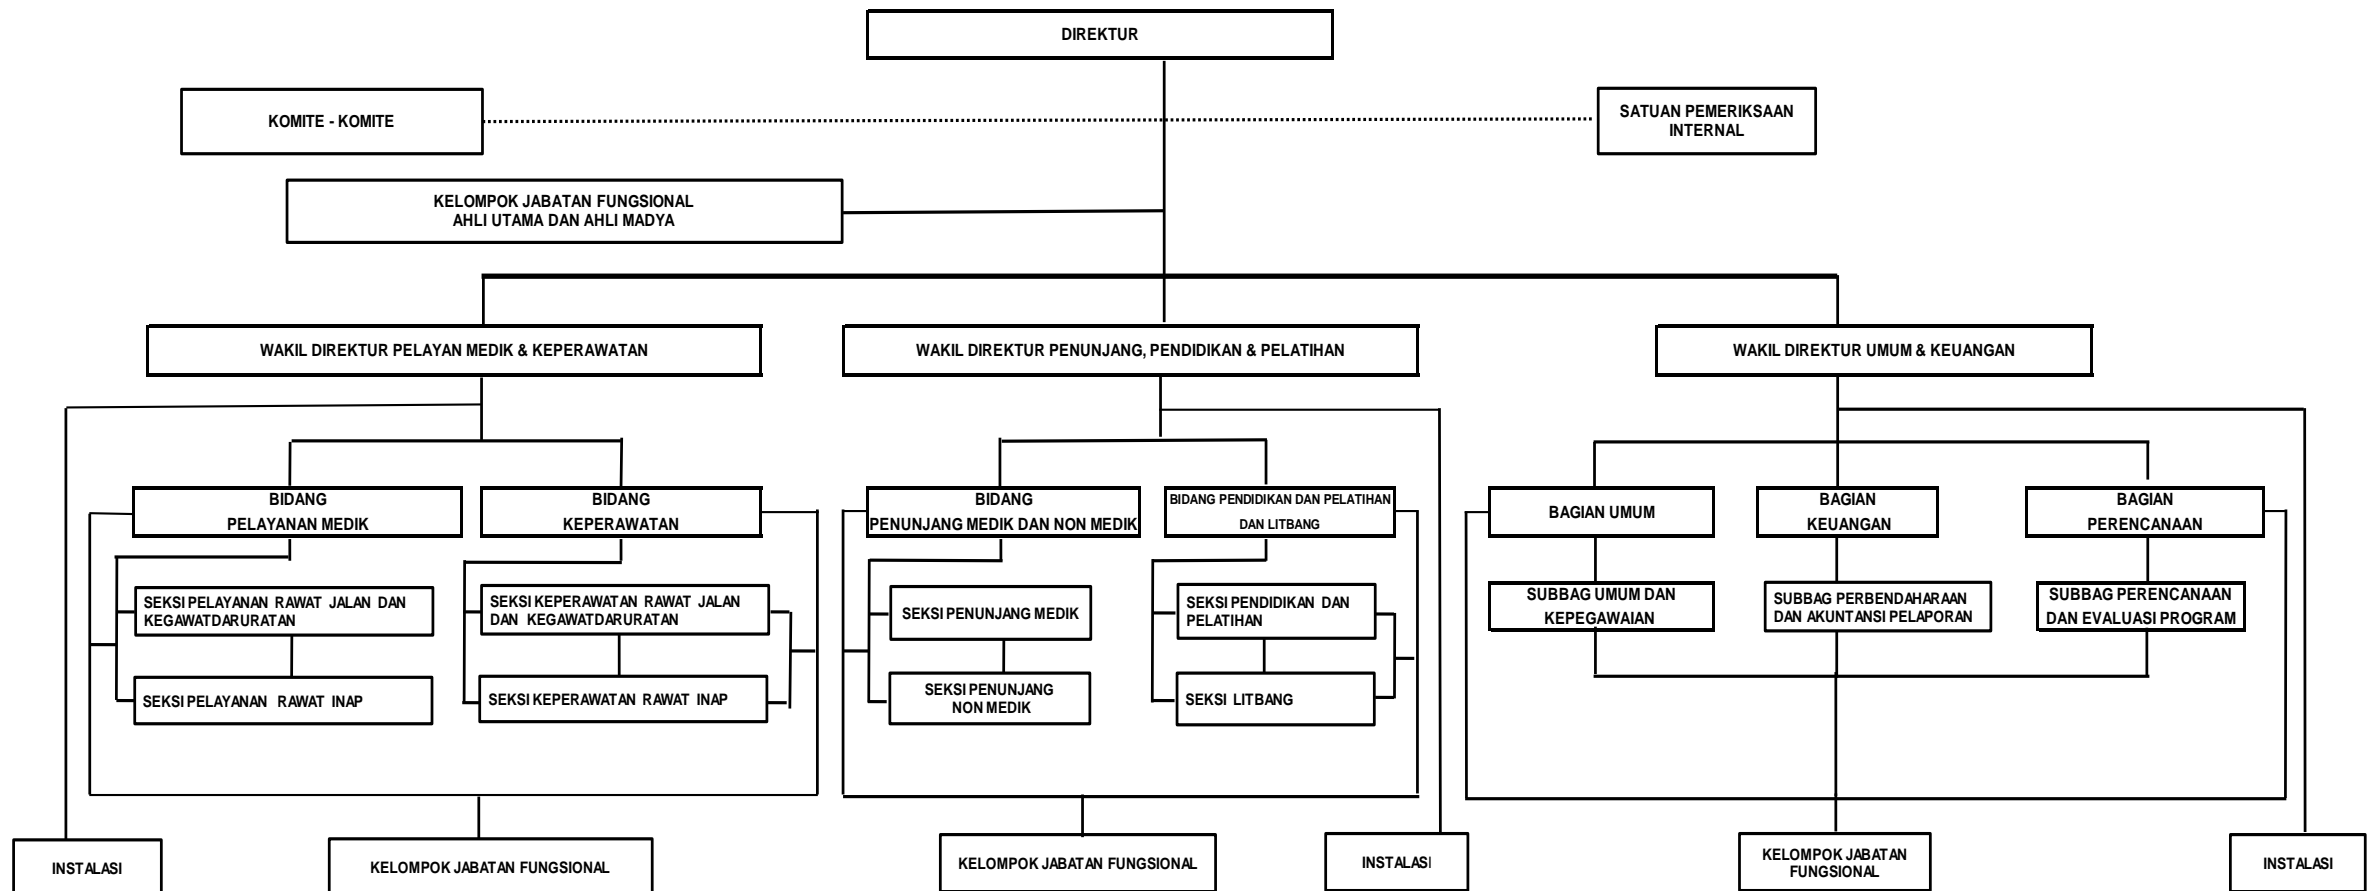 DIREKTUR
KOMITE - KOMITE
SATUAN PEMERIKSAAN
INTERNAL
KELOMPOK JABATAN FUNGSIONAL
AHLI UTAMA DAN AHLI MADYA
WAKIL DIREKTUR PELAYAN MEDIK & KEPERAWATAN
WAKIL DIREKTUR PENUNJANG, PENDIDIKAN & PELATIHAN
WAKIL DIREKTUR UMUM & KEUANGAN
BIDANG
PELAYANAN MEDIK
BIDANG
KEPERAWATAN
BIDANG
PENUNJANG MEDIK DAN NON MEDIK
BIDANG PENDIDIKAN DAN PELATIHAN
DAN LITBANG
BAGIAN UMUM
BAGIAN
KEUANGAN
BAGIAN
PERENCANAAN
SEKSI PELAYANAN RAWAT JALAN DAN
KEGAWATDARURATAN
SEKSI KEPERAWATAN RAWAT JALAN
DAN KEGAWATDARURATAN
SEKSI PENUNJANG MEDIK
SEKSI PENDIDIKAN DAN
PELATIHAN
SUBBAG UMUM DAN
KEPEGAWAIAN
SUBBAG PERBENDAHARAAN
DAN AKUNTANSI PELAPORAN
SUBBAG PERENCANAAN
DAN EVALUASI PROGRAM
SEKSI PELAYANAN RAWAT INAP
SEKSI KEPERAWATAN RAWAT INAP
SEKSI PENUNJANG
NON MEDIK
SEKSI LITBANG
INSTALASI
KELOMPOK JABATAN FUNGSIONAL
KELOMPOK JABATAN FUNGSIONAL
INSTALASI
KELOMPOK JABATAN
FUNGSIONAL
INSTALASI